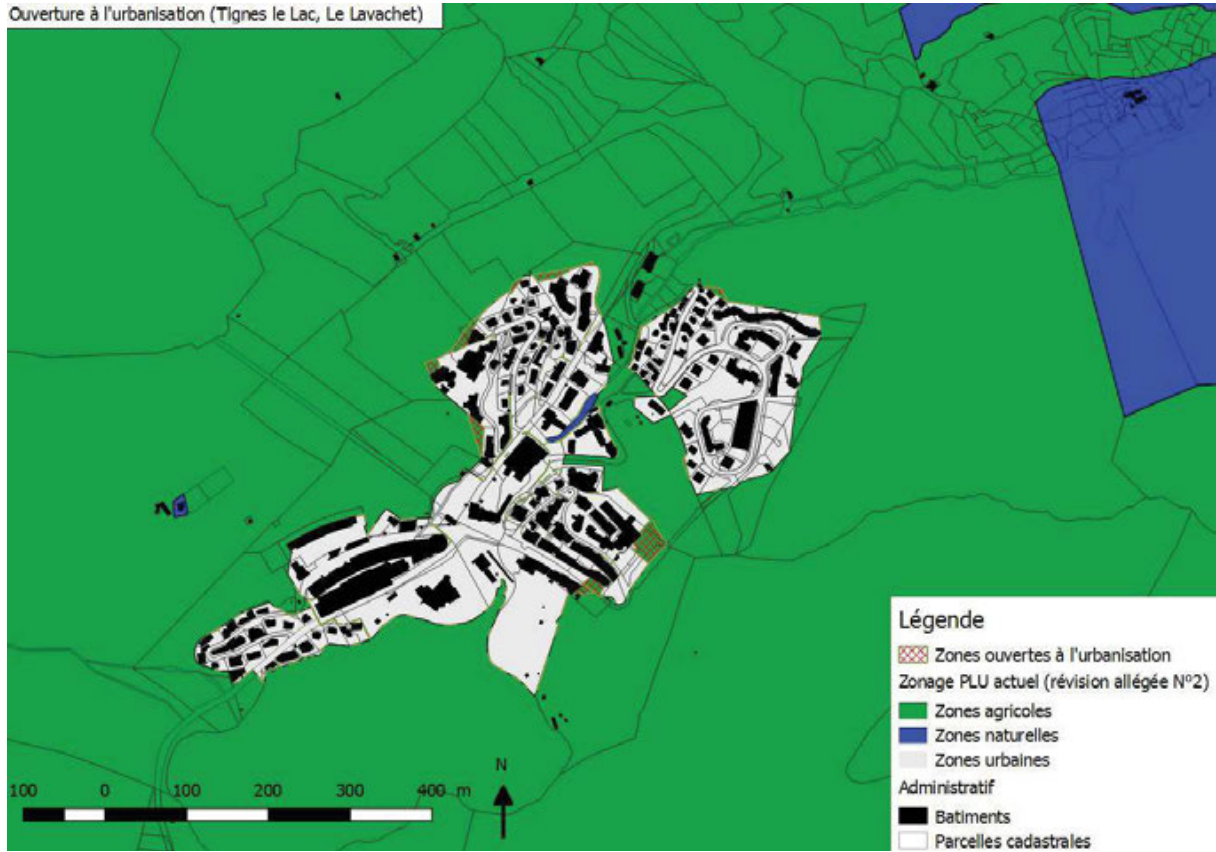 Ouverture à l'urbanisation (TIgnes le Lac, Le Lavachet)
Légende
Zones ouvertes à l'urbanisation
Zonage PLU actuel (révision allégée N°2)
Zones agricoles
Zones naturelles
Zones urbaines
Administratif
Batiments
Parcelles cadastrales
N
100 0 100 200 300 400 m